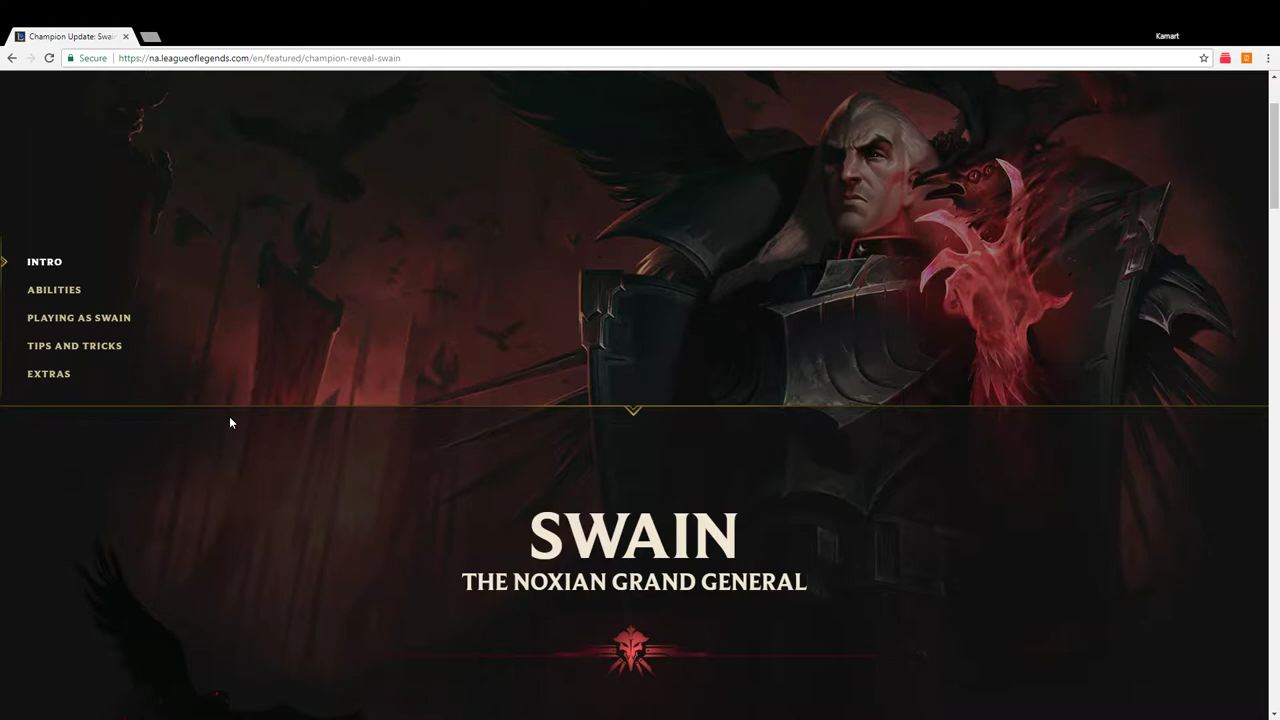 Champion Update: Swai
Kamart
Secure https://na.leagueoflegends.com/en/featured/champion-reveal-swain
INTRO
ABILITIES
PLAYING AS SWAIN
TIPS AND TRICKS
EXTRAS
SWAIN
THE NOXIAN GRAND GENERAL